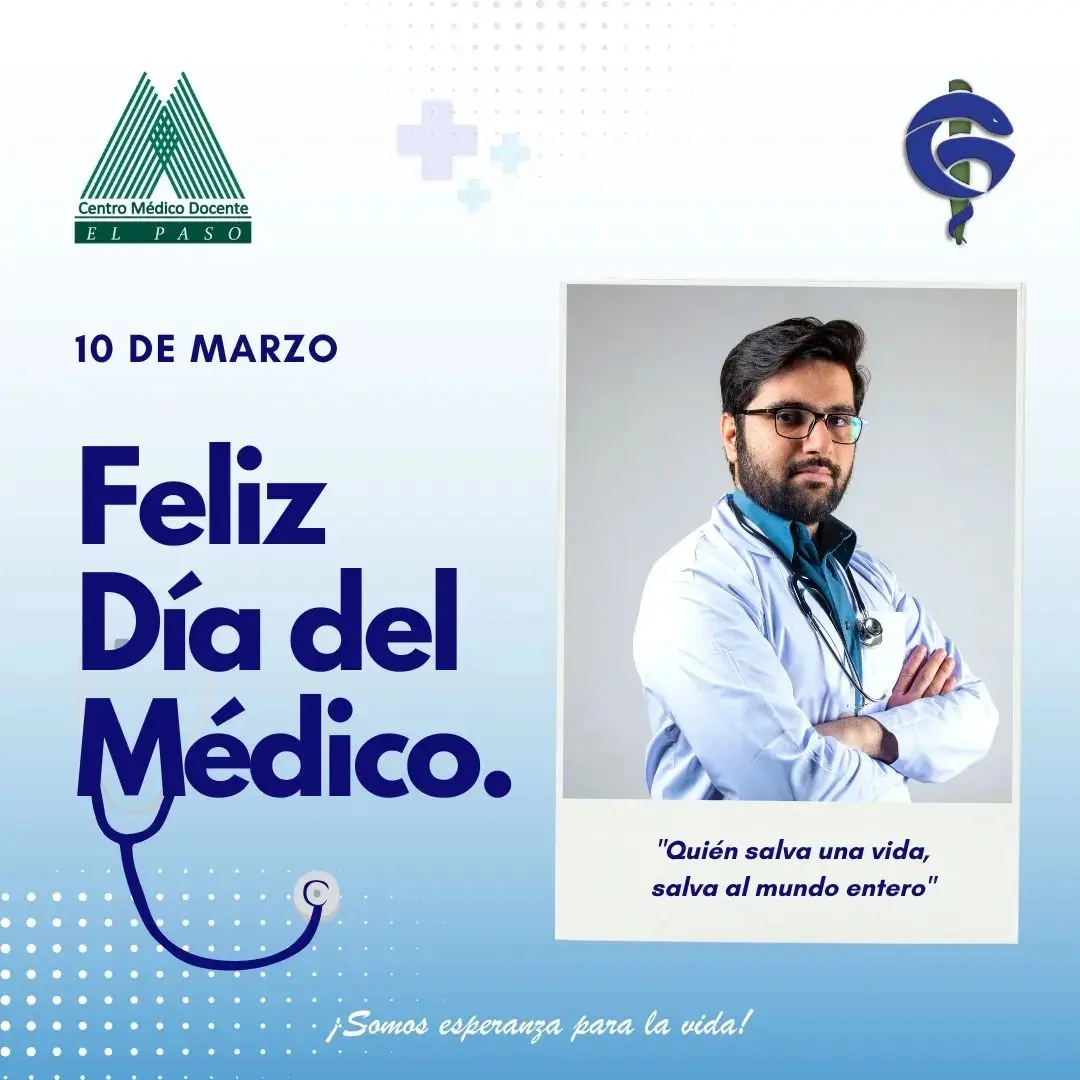 Centro Médico Docente
EL PASO
10 DE MARZO
Feliz
Día del
Médico.
"Quién salva una vida,
salva al mundo entero"
¡Somos esperanza para la vida!